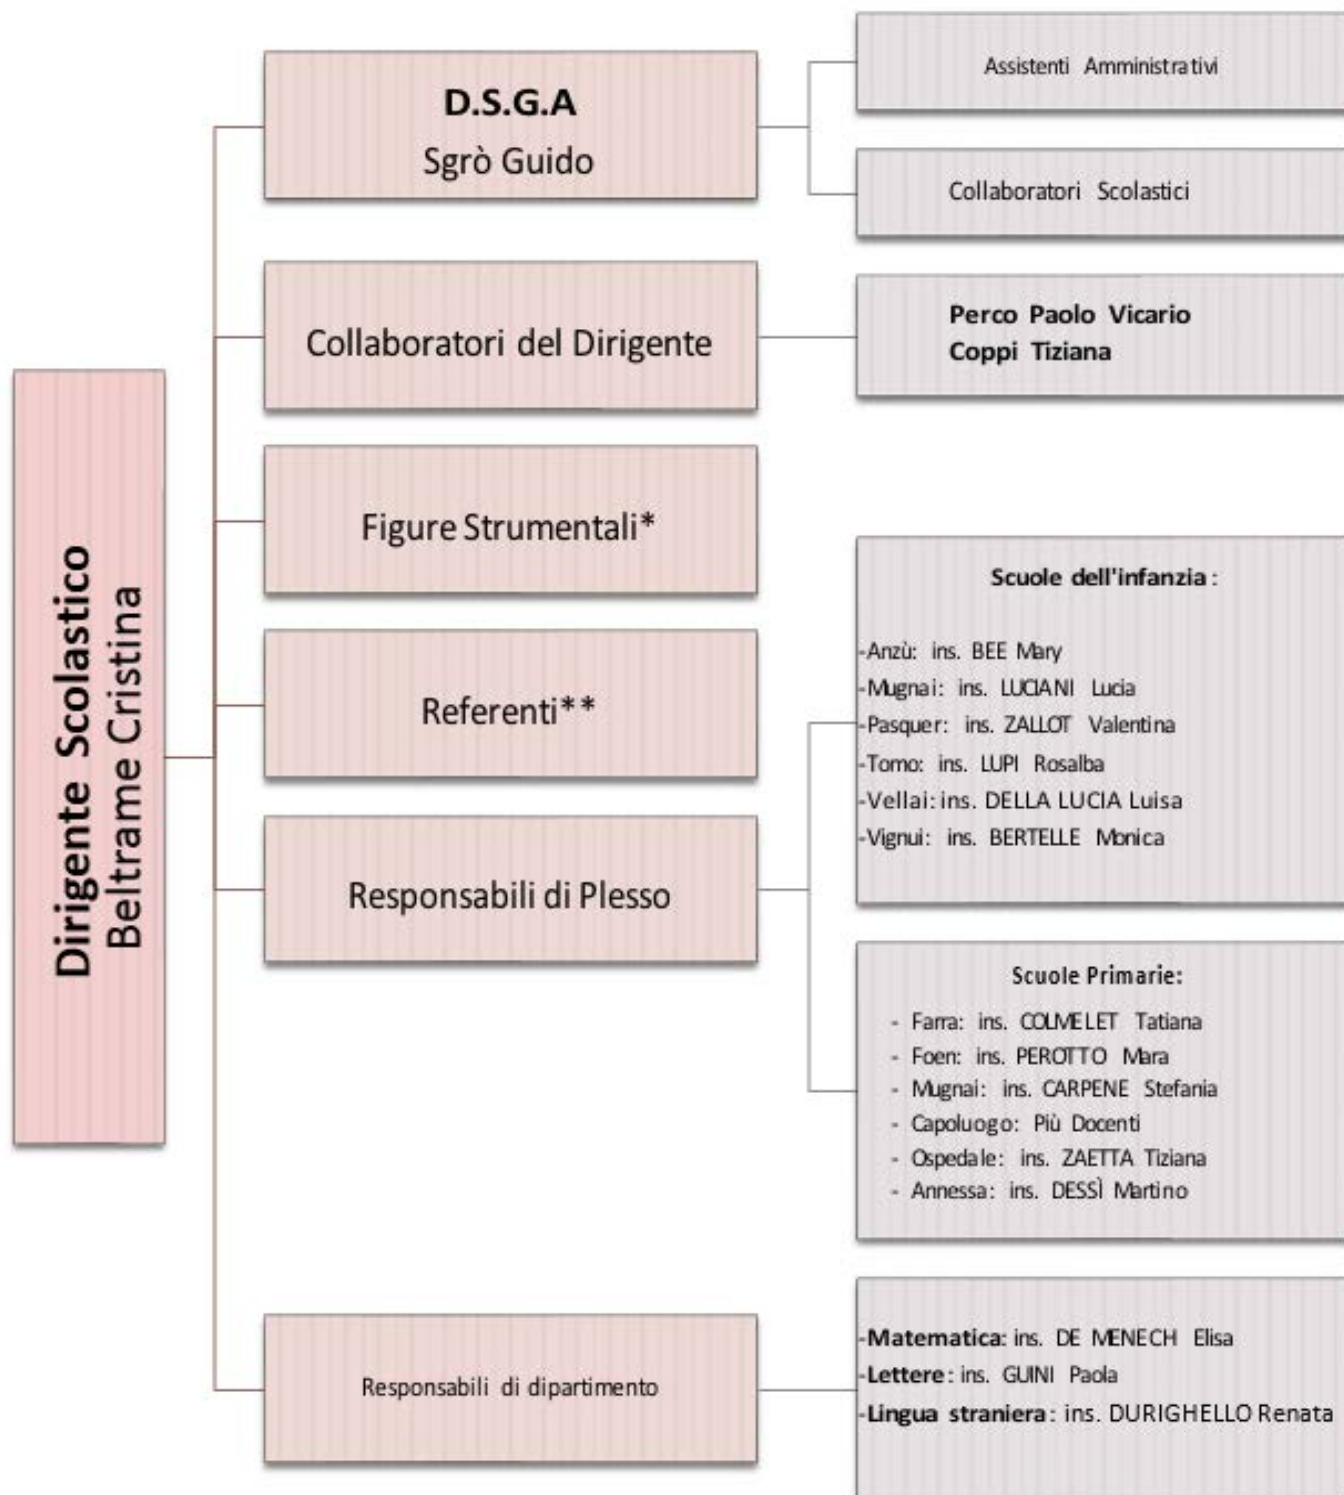 Dirigente Scolastico
Beltrame Cristina
D.S.G.A
Sgrò Guido
Assistenti Amministrativi
Collaboratori Scolastici
Collaboratori del Dirigente
Perco Paolo Vicario
Coppi Tiziana
Figure Strumentali*
Referenti**
Responsabili di Plesso
Scuole dell'infanzia :
-Anzù: ins. BEE Mary
-Mugnai: ins. LUCIANI Lucia
-Pasquer: ins. ZALLOT Valentina
-Tomo: ins. LUPI Rosalba
-Vellai: ins. DELLA LUCIA Luisa
-Vignui: ins. BERTELLE Monica
Scuole Primarie:
- Farra: ins. COLMELET Tatiana
- Foen: ins. PEROTTO Mara
- Mugnai: ins. CARPENE Stefania
- Capoluogo: Più Docenti
- Ospedale: ins. ZAETTA Tiziana
- Annessa: ins. DESSÌ Martino
Responsabili di dipartimento
-Matematica: ins. DE MENECH Elisa
-Lettere: ins. GUINI Paola
-Lingua straniera: ins. DURIGHELLO Renata